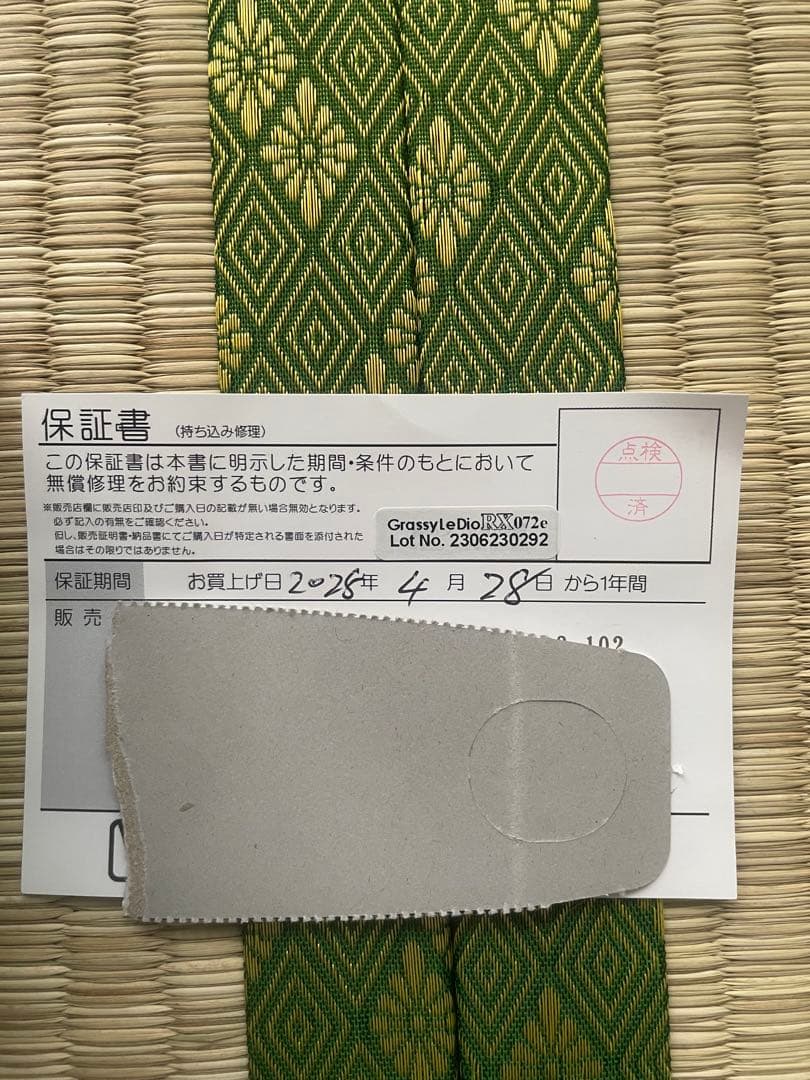 保証書 (持ち込み修理)
この保証書は本書に明示した期間・条件のもとにおいて
無償修理をお約束するものです。
※販売店欄に販売店印及びご購入日の記載が無い場合無効となります。
必ず記入の有無をご確認ください。
但し、販売証明書・納品書にてご購入日が特定される書面を添付された
場合はその限りではありません。
点検
済
GrassyLeDioRX072e
Lot No. 2306230292
保証期間 お買上げ日2025年 4月 28日 から1年間
販売
102